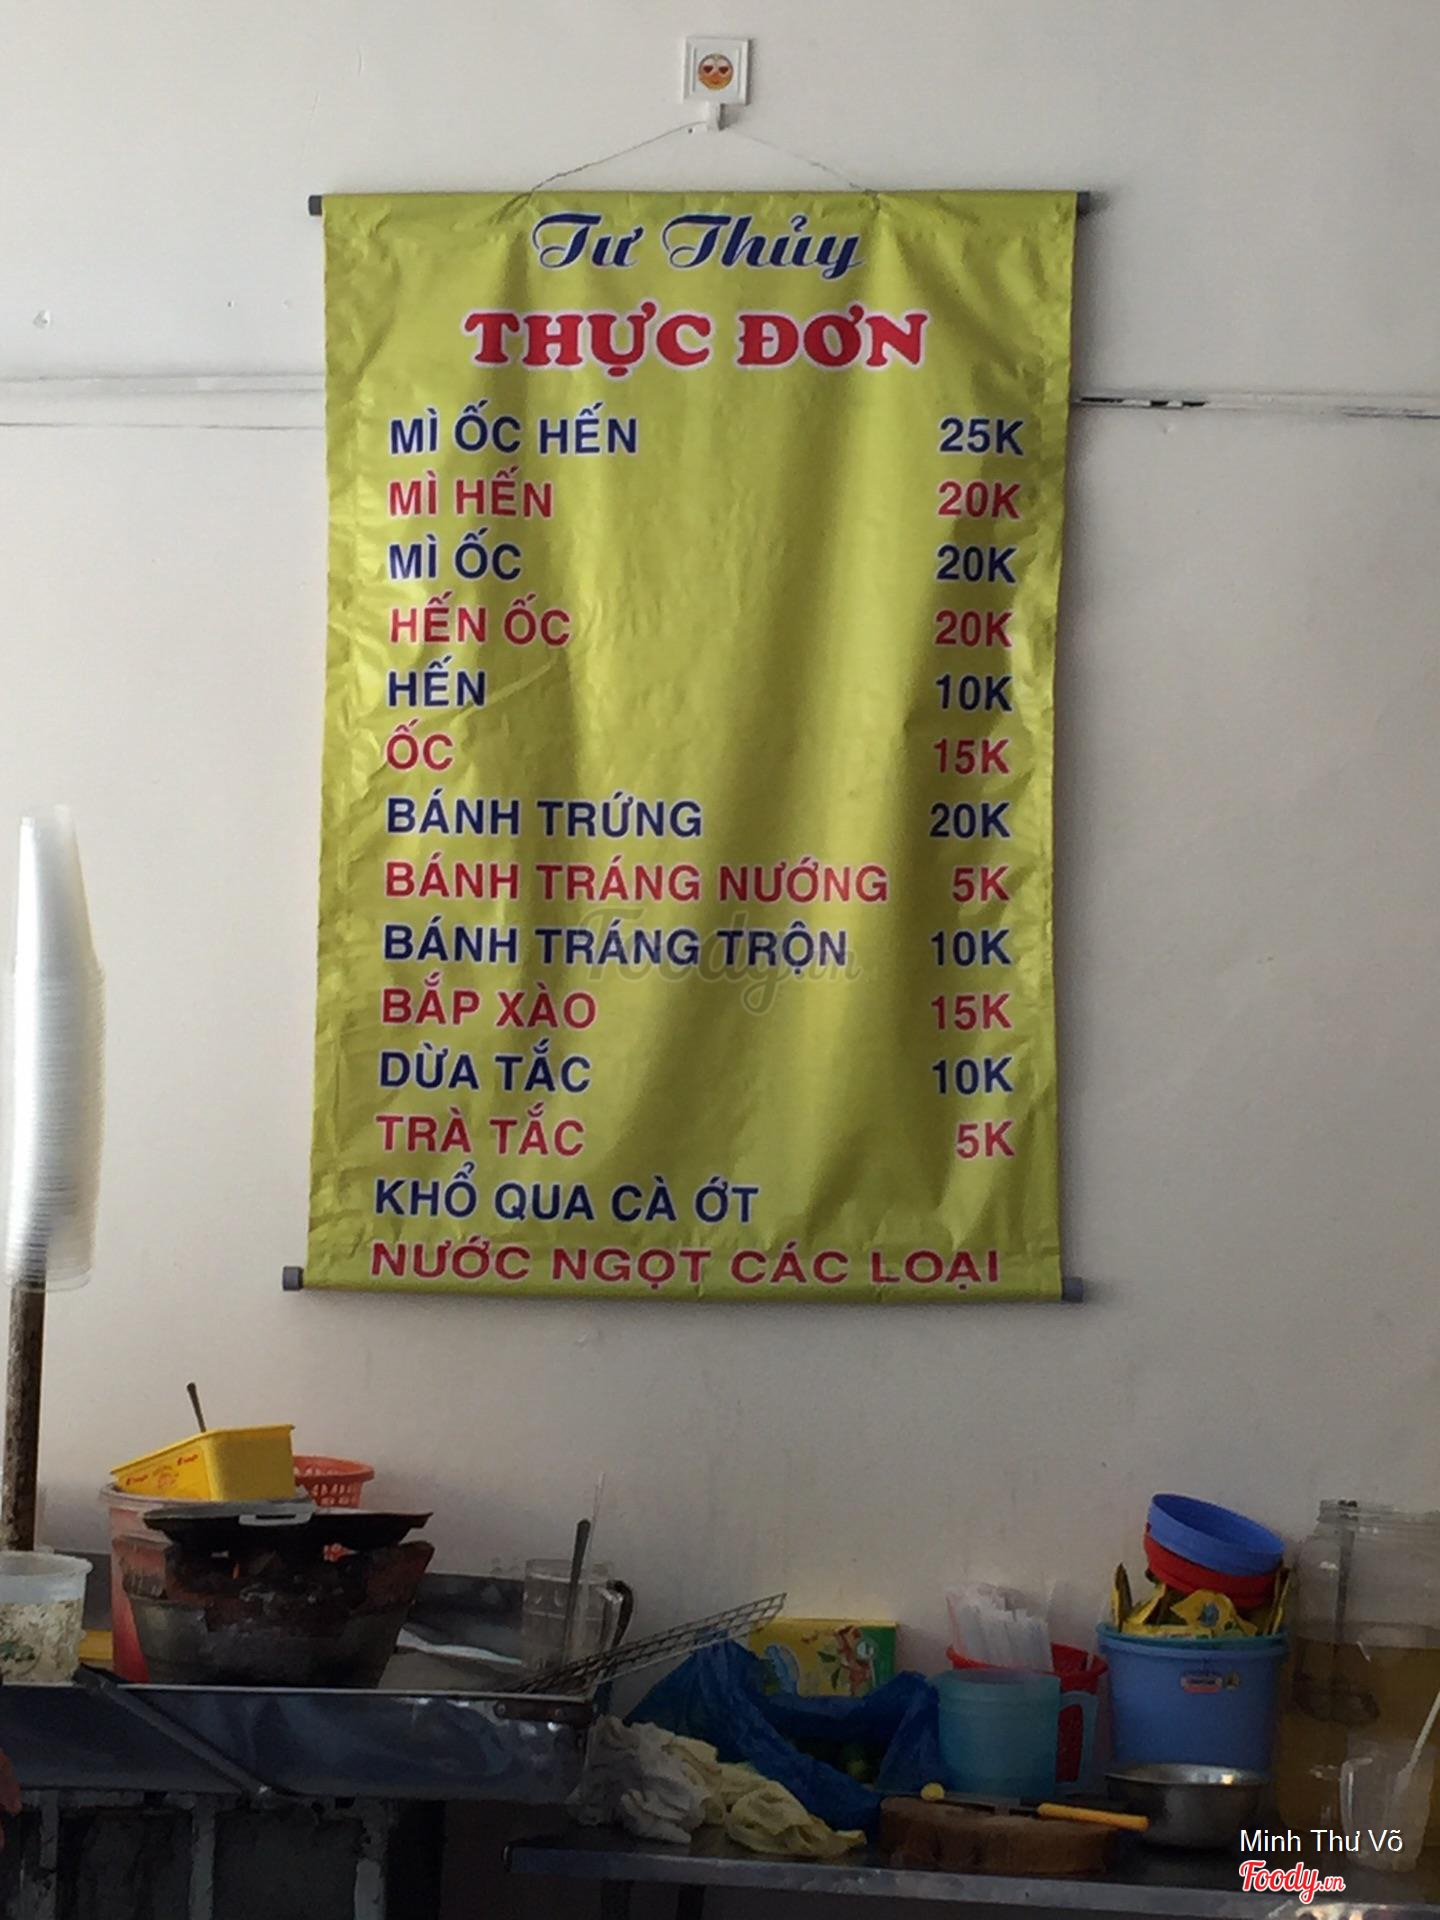 Tư Thủy
THỰC ĐƠN
MÌ ỐC HẾN 25K
MÌ HẾN 20K
MÌ ỐC 20K
HẾN ỐC 20K
HẾN 10K
ỐC 15K
BÁNH TRỨNG 20K
BÁNH TRÁNG NƯỚNG 5K
BÁNH TRÁNG TRỘN 10K
BẮP XÀO 15K
DỪA TẮC 10K
TRÀ TẮC 5K
KHỔ QUA CÀ ỚT
NƯỚC NGỌT CÁC LOẠI
Foody.vn
Minh Thư Võ
Foody.vn